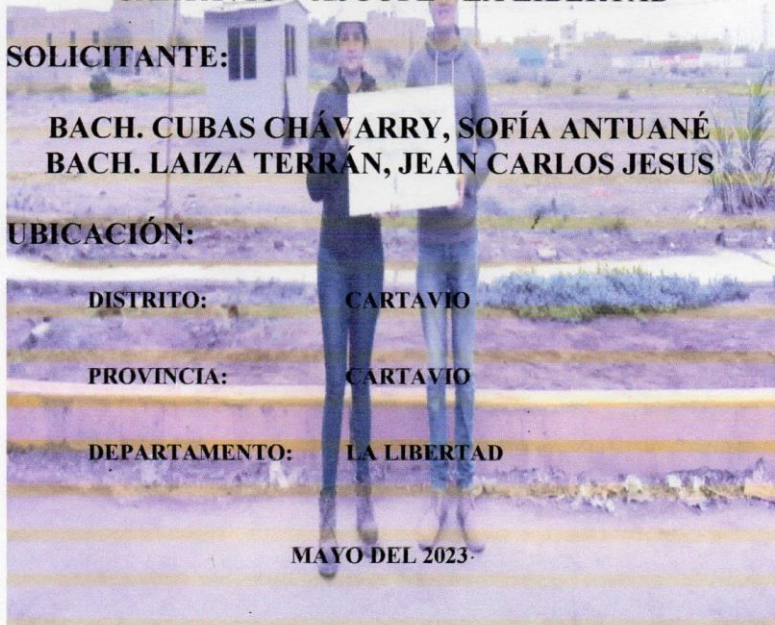 SOLICITANTE:
BACH. CUBAS CHÁVARRY, SOFÍA ANTUANÉ
BACH. LAIZA TERRÁN, JEAN CARLOS JESUS
UBICACIÓN:
DISTRITO: CARTAVIO
PROVINCIA: CARTAVIO
DEPARTAMENTO: LA LIBERTAD
MAYO DEL 2023